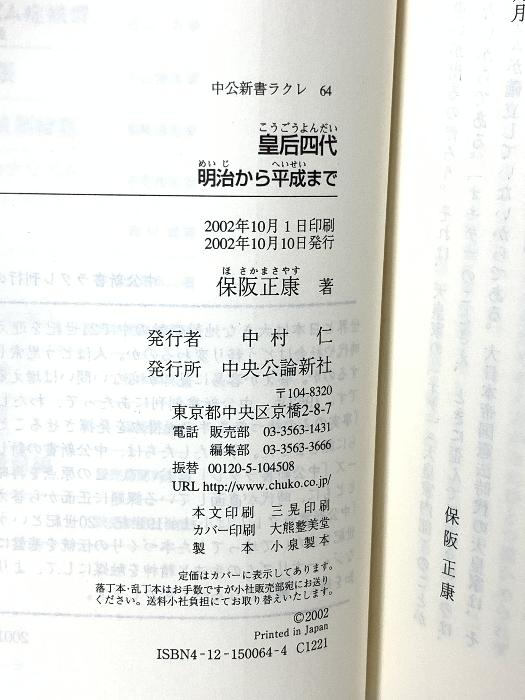 中公新書ラクレ 64
こうごうよんだい
皇后四代
めいじ へいせい
明治から平成まで
2002年10月1日印刷
2002年10月10日発行
ほさかまさやす
保阪正康 著
発行者 中村 仁
発行所 中央公論新社
〒104-8320
東京都中央区京橋2-8-7
電話 販売部 03-3563-1431
編集部 03-3563-3666
振替 00120-5-104508
URL http://www.chuko.co.jp/
本文印刷 三晃印刷
カバー印刷 大熊整美堂
製本 小泉製本
定価はカバーに表示してあります。
落丁本・乱丁本はお手数ですが小社販売部宛にお送り
ください。送料小社負担にてお取り替えいたします。
©2002
Printed in Japan
ISBN4-12-150064-4 C1221
月
保阪正康